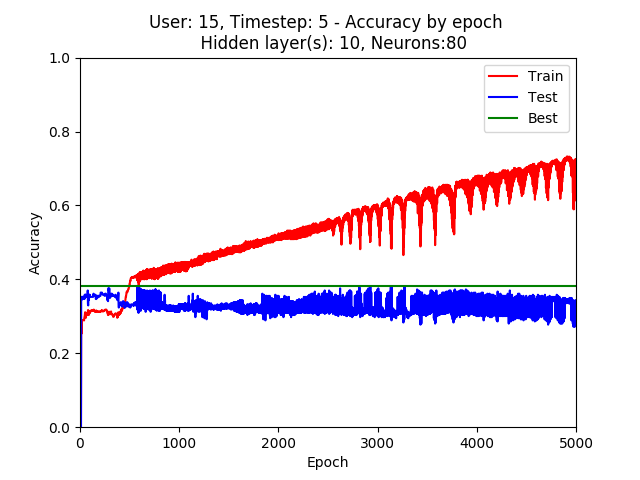 User: 15, Timestep: 5 - Accuracy by epoch
Hidden layer(s): 10, Neurons:80
Train
Test
Best
1.0
0.8
0.6
0.4
0.2
0.0
Accuracy
0 1000 2000 3000 4000 5000
Epoch